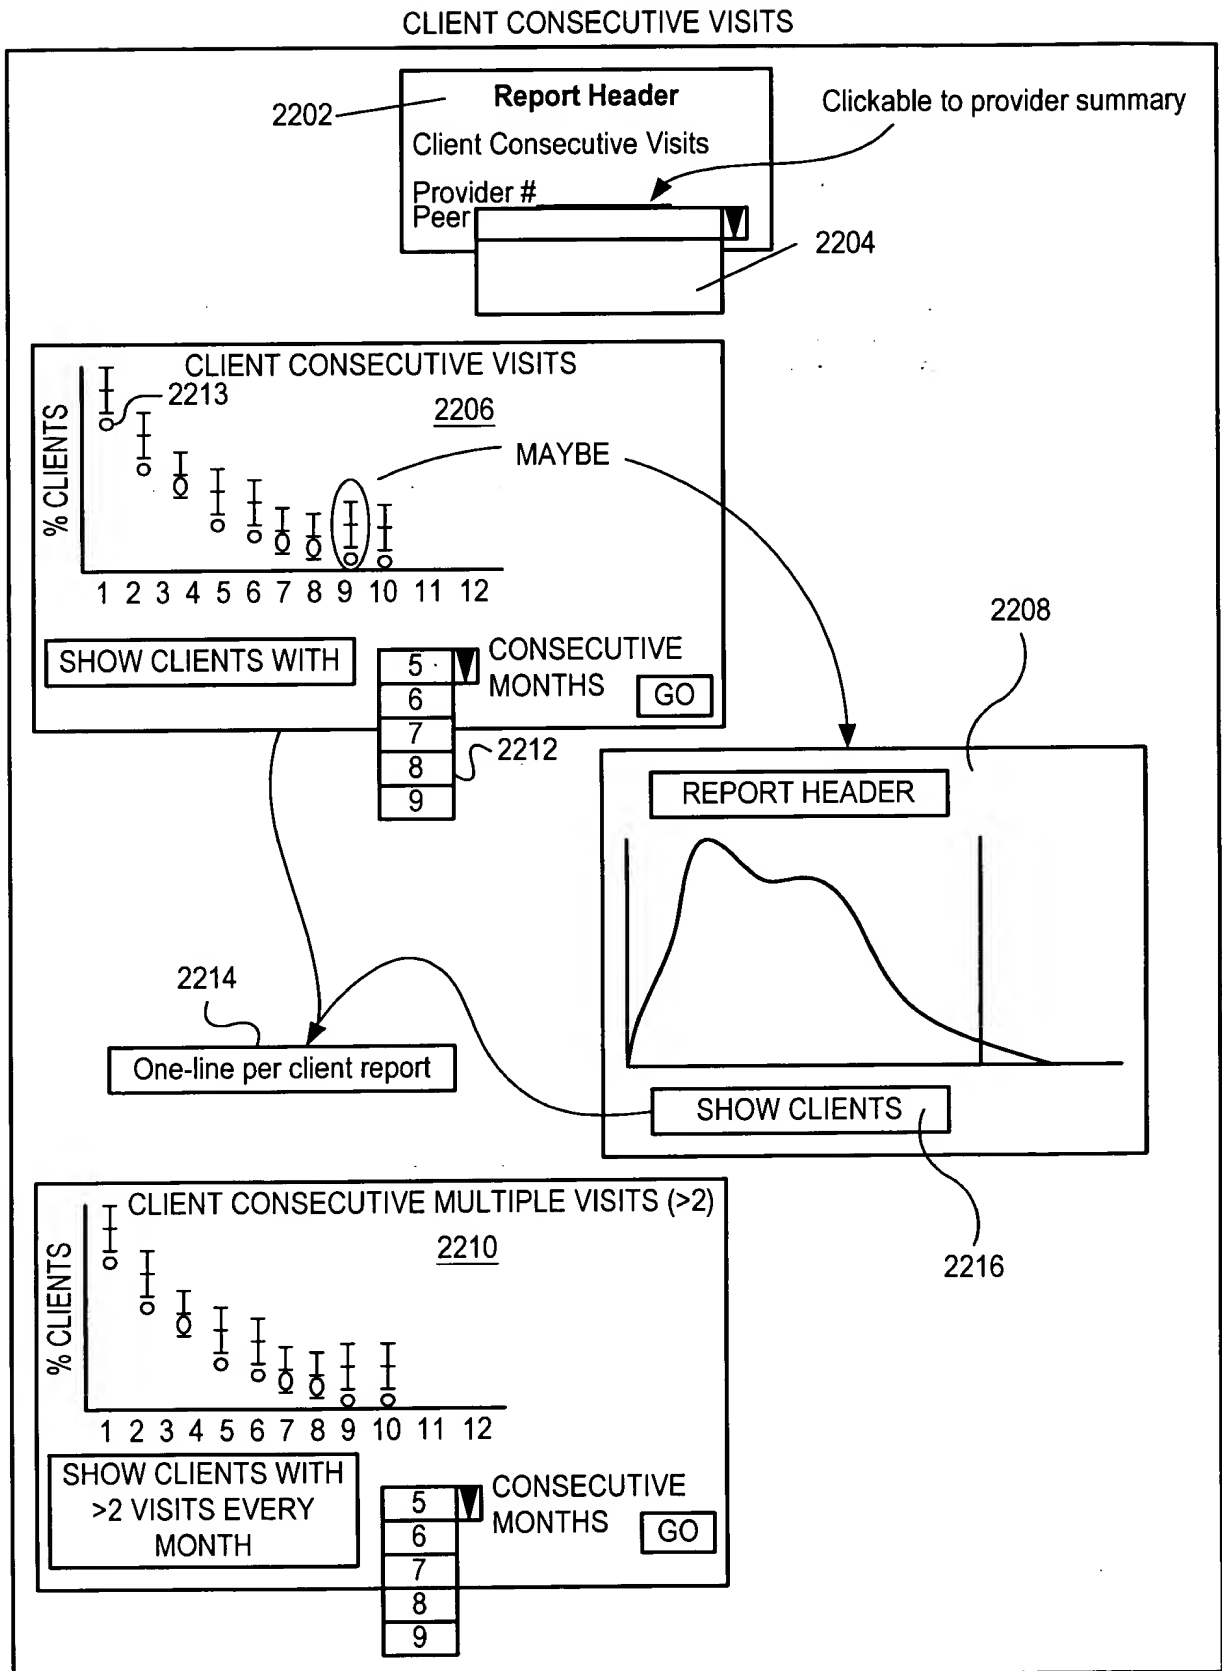 CLIENT CONSECUTIVE VISITS
Report Header
2202
Clickable to provider summary
Client Consecutive Visits
Provider #
Peer
2204
CLIENT CONSECUTIVE VISITS
2213
2206
MAYBE
% CLIENTS
1 2 3 4 5 6 7 8 9 10 11 12
2208
SHOW CLIENTS WITH
5
6
7
8
9
CONSECUTIVE
MONTHS
GO
2212
REPORT HEADER
2214
One-line per client report
SHOW CLIENTS
2216
CLIENT CONSECUTIVE MULTIPLE VISITS (>2)
2210
% CLIENTS
1 2 3 4 5 6 7 8 9 10 11 12
SHOW CLIENTS WITH
>2 VISITS EVERY
MONTH
5
6
7
8
9
CONSECUTIVE
MONTHS
GO